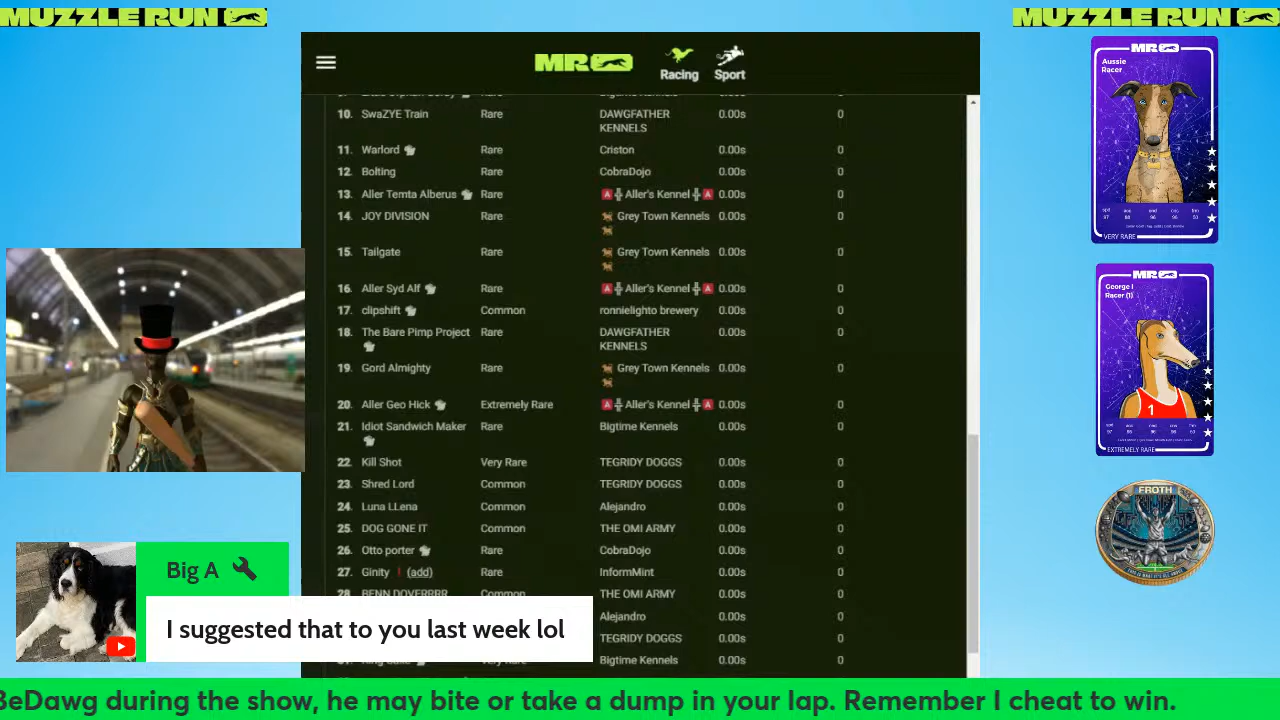 MUZZLE RUN
MUZZLE RUN
MR
Racing Sport
10. SwaZYE Train Rare DAWGFATHER KENNELS 0.00s 0
11. Warlord Rare Criston 0.00s 0
12. Bolting Rare CobraDojo 0.00s 0
13. Aller Temta Alberus Rare A Aller's Kennel A 0.00s 0
14. JOY DIVISION Rare Grey Town Kennels 0.00s 0
15. Tailgate Rare Grey Town Kennels 0.00s 0
16. Aller Syd Alf Rare A Aller's Kennel A 0.00s 0
17. clipshift Common ronnielighto brewery 0.00s 0
18. The Bare Pimp Project Rare DAWGFATHER KENNELS 0.00s 0
19. Gord Almighty Rare Grey Town Kennels 0.00s 0
20. Aller Geo Hick Extremely Rare A Aller's Kennel A 0.00s 0
21. Idiot Sandwich Maker Rare Bigtime Kennels 0.00s 0
22. Kill Shot Very Rare TEGRIDY DOGGS 0.00s 0
23. Shred Lord Common TEGRIDY DOGGS 0.00s 0
24. Luna LLena Common Alejandro 0.00s 0
25. DOG GONE IT Common THE OMI ARMY 0.00s 0
26. Otto porter Rare CobraDojo 0.00s 0
27. Ginity (add) Rare InformMint 0.00s 0
28. BENN DOVERRRR Common THE OMI ARMY 0.00s 0
Alejandro 0.00s 0
TEGRIDY DOGGS 0.00s 0
Bigtime Kennels 0.00s 0
MR
Aussie
Racer
VERY RARE
MR
George I
Racer (1)
1
EXTREMELY RARE
FROTH
Big A
I suggested that to you last week lol
BeDawg during the show, he may bite or take a dump in your lap. Remember I cheat to win.